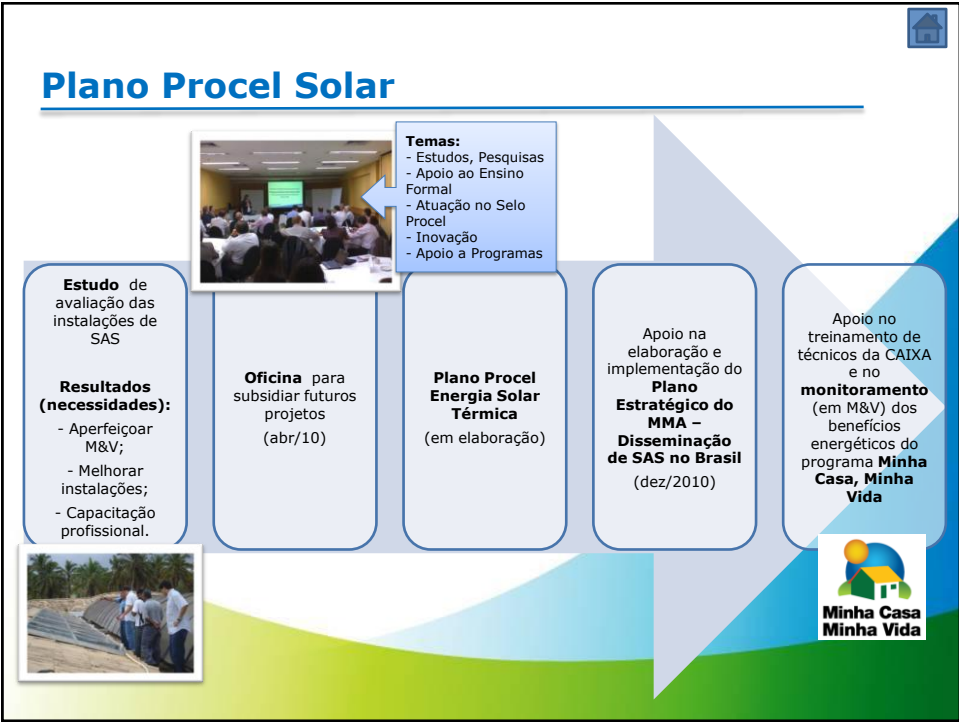 Plano Procel Solar
Temas:
- Estudos, Pesquisas
- Apoio ao Ensino
Formal
- Atuação no Selo
Procel
- Inovação
- Apoio a Programas
Estudo de
avaliação das
instalações de
SAS
Resultados
(necessidades):
- Aperfeiçoar
M&V;
- Melhorar
instalações;
- Capacitação
profissional.
Oficina para
subsidiar futuros
projetos
(abr/10)
Plano Procel
Energia Solar
Térmica
(em elaboração)
Apoio na
elaboração e
implementação do
Plano
Estratégico do
MMA –
Disseminação
de SAS no Brasil
(dez/2010)
Apoio no
treinamento de
técnicos da CAIXA
e no
monitoramento
(em M&V) dos
benefícios
energéticos do
programa Minha
Casa, Minha
Vida
Minha Casa
Minha Vida